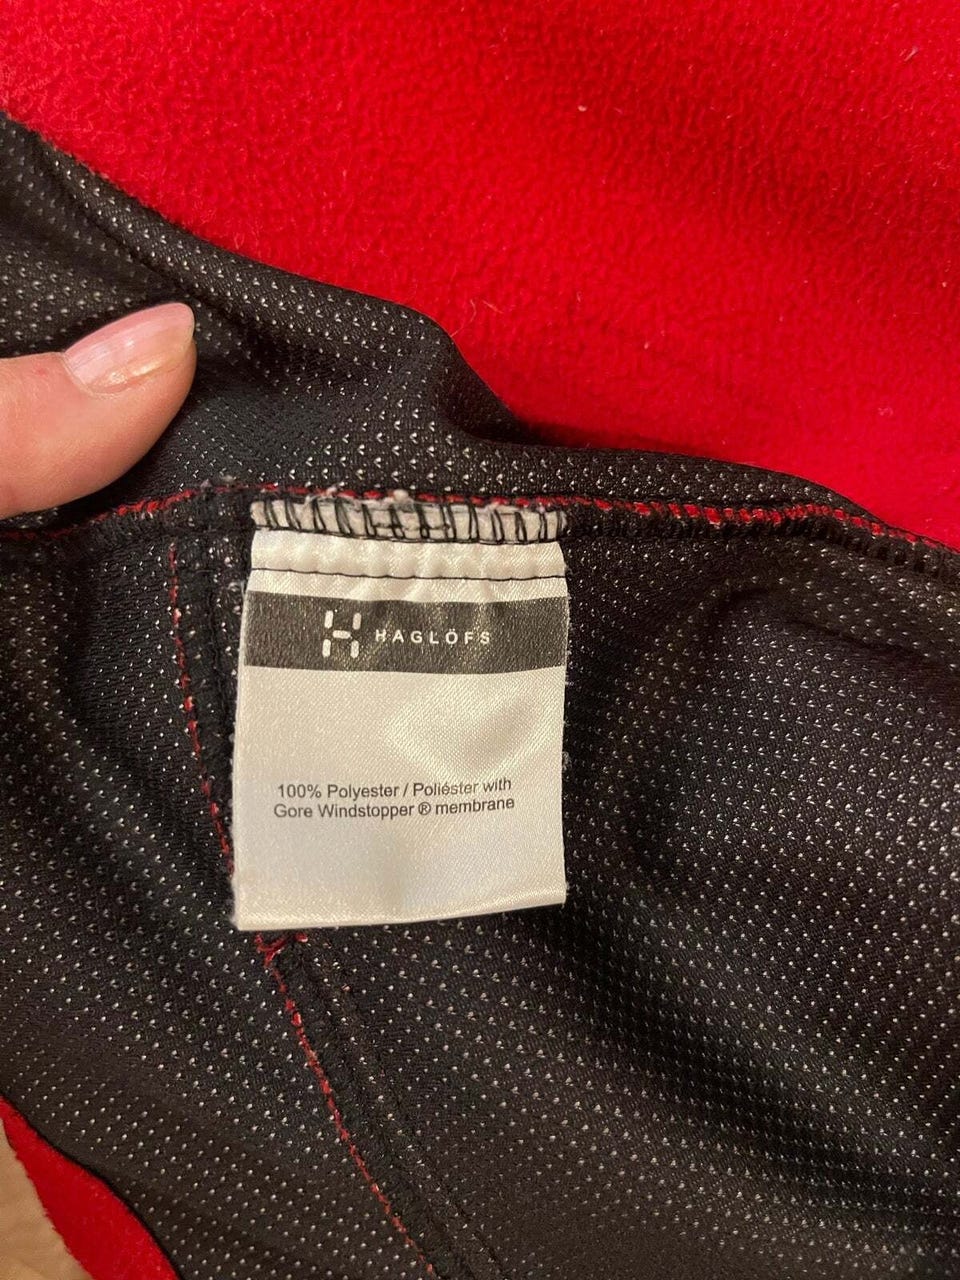 HAGLÖFS
100% Polyester / Poliéster with
Gore Windstopper ® membrane